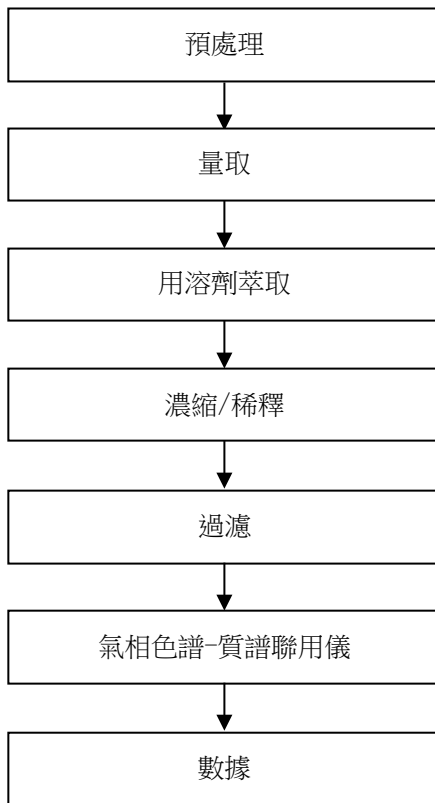 預處理
量取
用溶劑萃取
濃縮/稀釋
過濾
氣相色譜-質譜聯用儀
數據